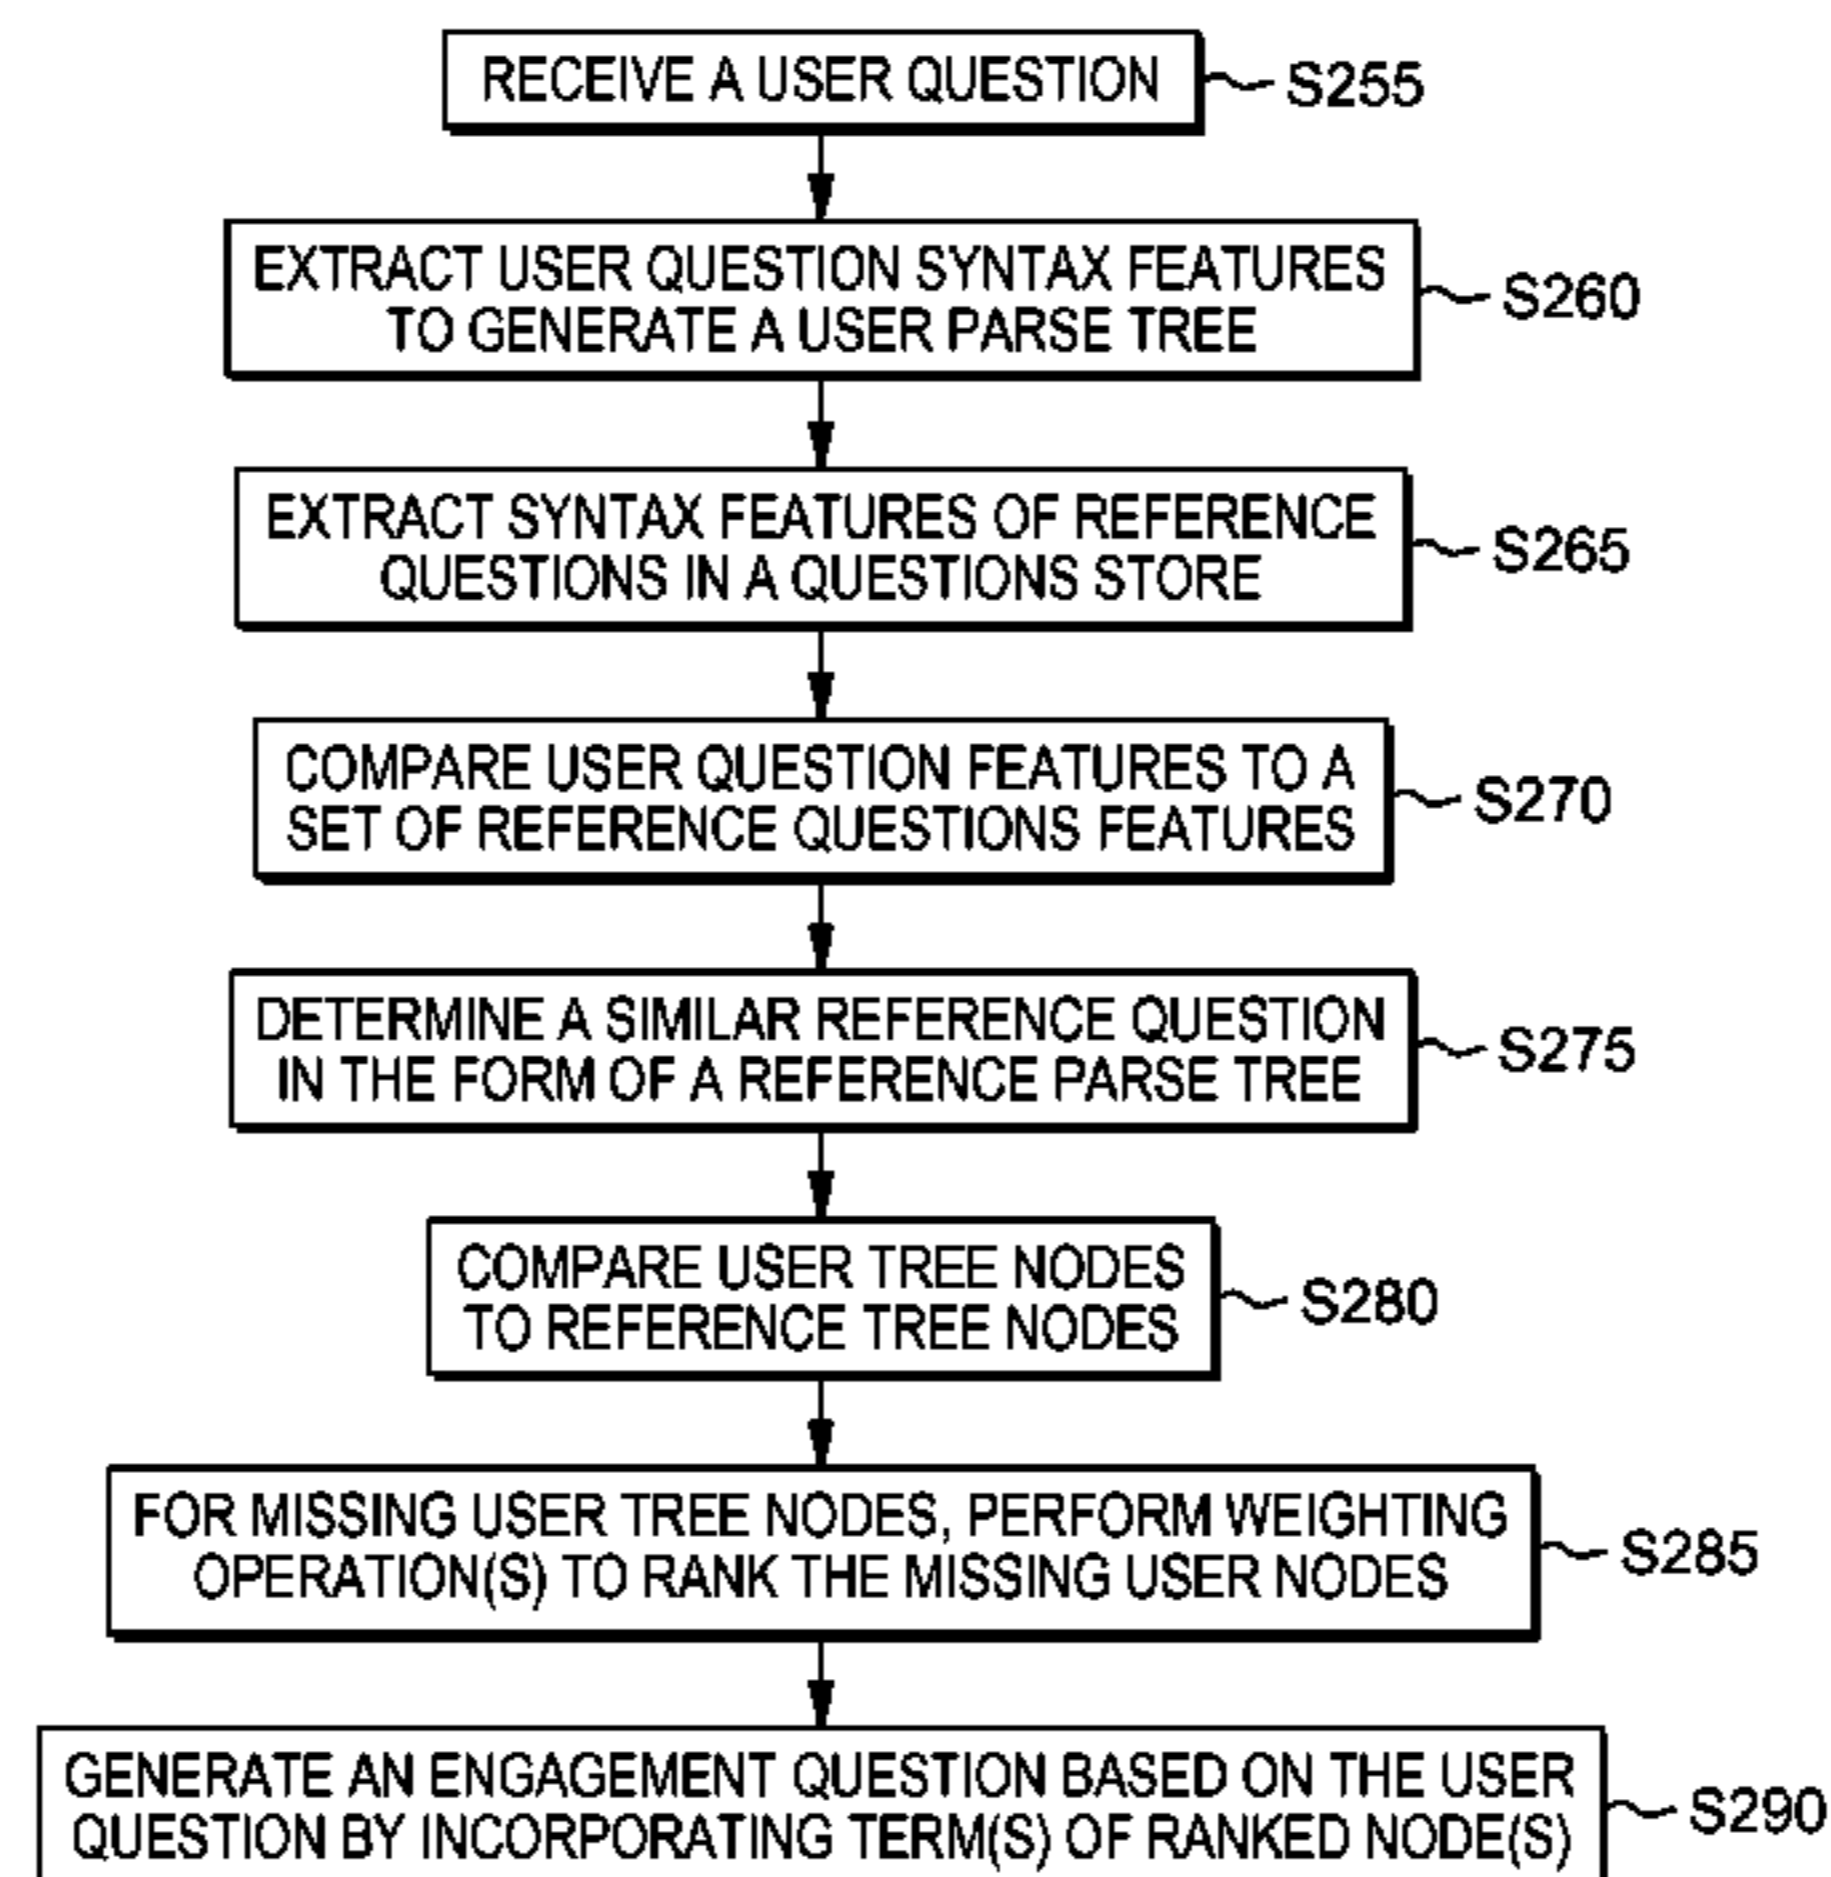 RECEIVE A USER QUESTION
S255
EXTRACT USER QUESTION SYNTAX FEATURES
TO GENERATE A USER PARSE TREE
S260
EXTRACT SYNTAX FEATURES OF REFERENCE
QUESTIONS IN A QUESTIONS STORE
S265
COMPARE USER QUESTION FEATURES TO A
SET OF REFERENCE QUESTIONS FEATURES
S270
DETERMINE A SIMILAR REFERENCE QUESTION
IN THE FORM OF A REFERENCE PARSE TREE
S275
COMPARE USER TREE NODES
TO REFERENCE TREE NODES
S280
FOR MISSING USER TREE NODES, PERFORM WEIGHTING
OPERATION(S) TO RANK THE MISSING USER NODES
S285
GENERATE AN ENGAGEMENT QUESTION BASED ON THE USER
QUESTION BY INCORPORATING TERM(S) OF RANKED NODE(S)
S290